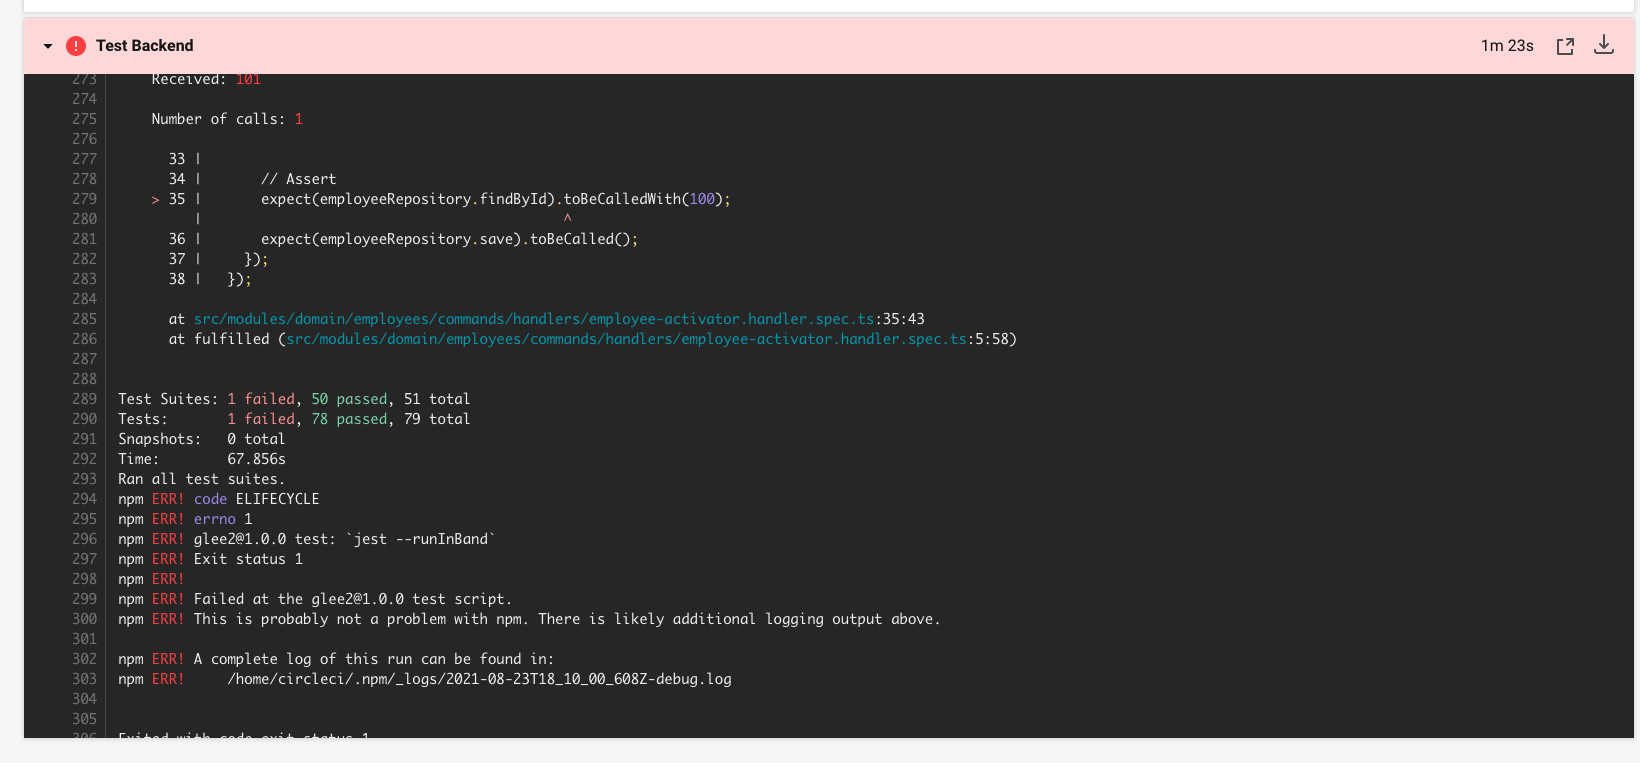 Test Backend 1m 23s
273 Received: 101
274
275 Number of calls: 1
276
277 33 |
278 34 | // Assert
279 > 35 | expect(employeeRepository.findById).toBeCalledWith(100);
280 | ^
281 36 | expect(employeeRepository.save).toBeCalled();
282 37 | });
283 38 | });
284
285 at src/modules/domain/employees/commands/handlers/employee-activator.handler.spec.ts:35:43
286 at fulfilled (src/modules/domain/employees/commands/handlers/employee-activator.handler.spec.ts:5:58)
287
288
289 Test Suites: 1 failed, 50 passed, 51 total
290 Tests: 1 failed, 78 passed, 79 total
291 Snapshots: 0 total
292 Time: 67.856s
293 Ran all test suites.
294 npm ERR! code ELIFECYCLE
295 npm ERR! errno 1
296 npm ERR! glee2@1.0.0 test: `jest --runInBand`
297 npm ERR! Exit status 1
298 npm ERR!
299 npm ERR! Failed at the glee2@1.0.0 test script.
300 npm ERR! This is probably not a problem with npm. There is likely additional logging output above.
301
302 npm ERR! A complete log of this run can be found in:
303 npm ERR! /home/circleci/.npm/_logs/2021-08-23T18_10_00_608Z-debug.log
304
305
306 Exited with code exit status 1